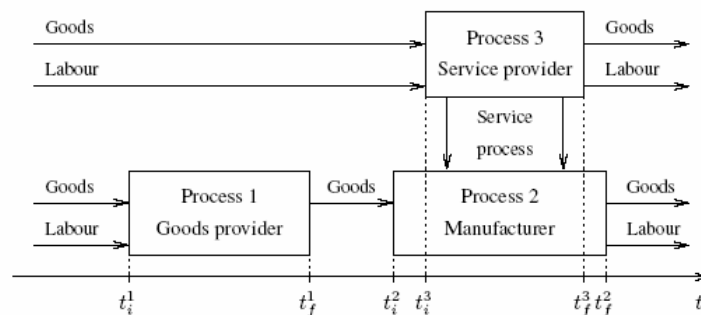 Goods
Labour
Process 3
Service provider
Goods
Labour
Service
process
Goods
Labour
Process 1
Goods provider
Goods
Process 2
Manufacturer
Goods
Labour
t_i^1 t_f^1 t_i^2 t_i^3 t_f^3 t_f^2 t